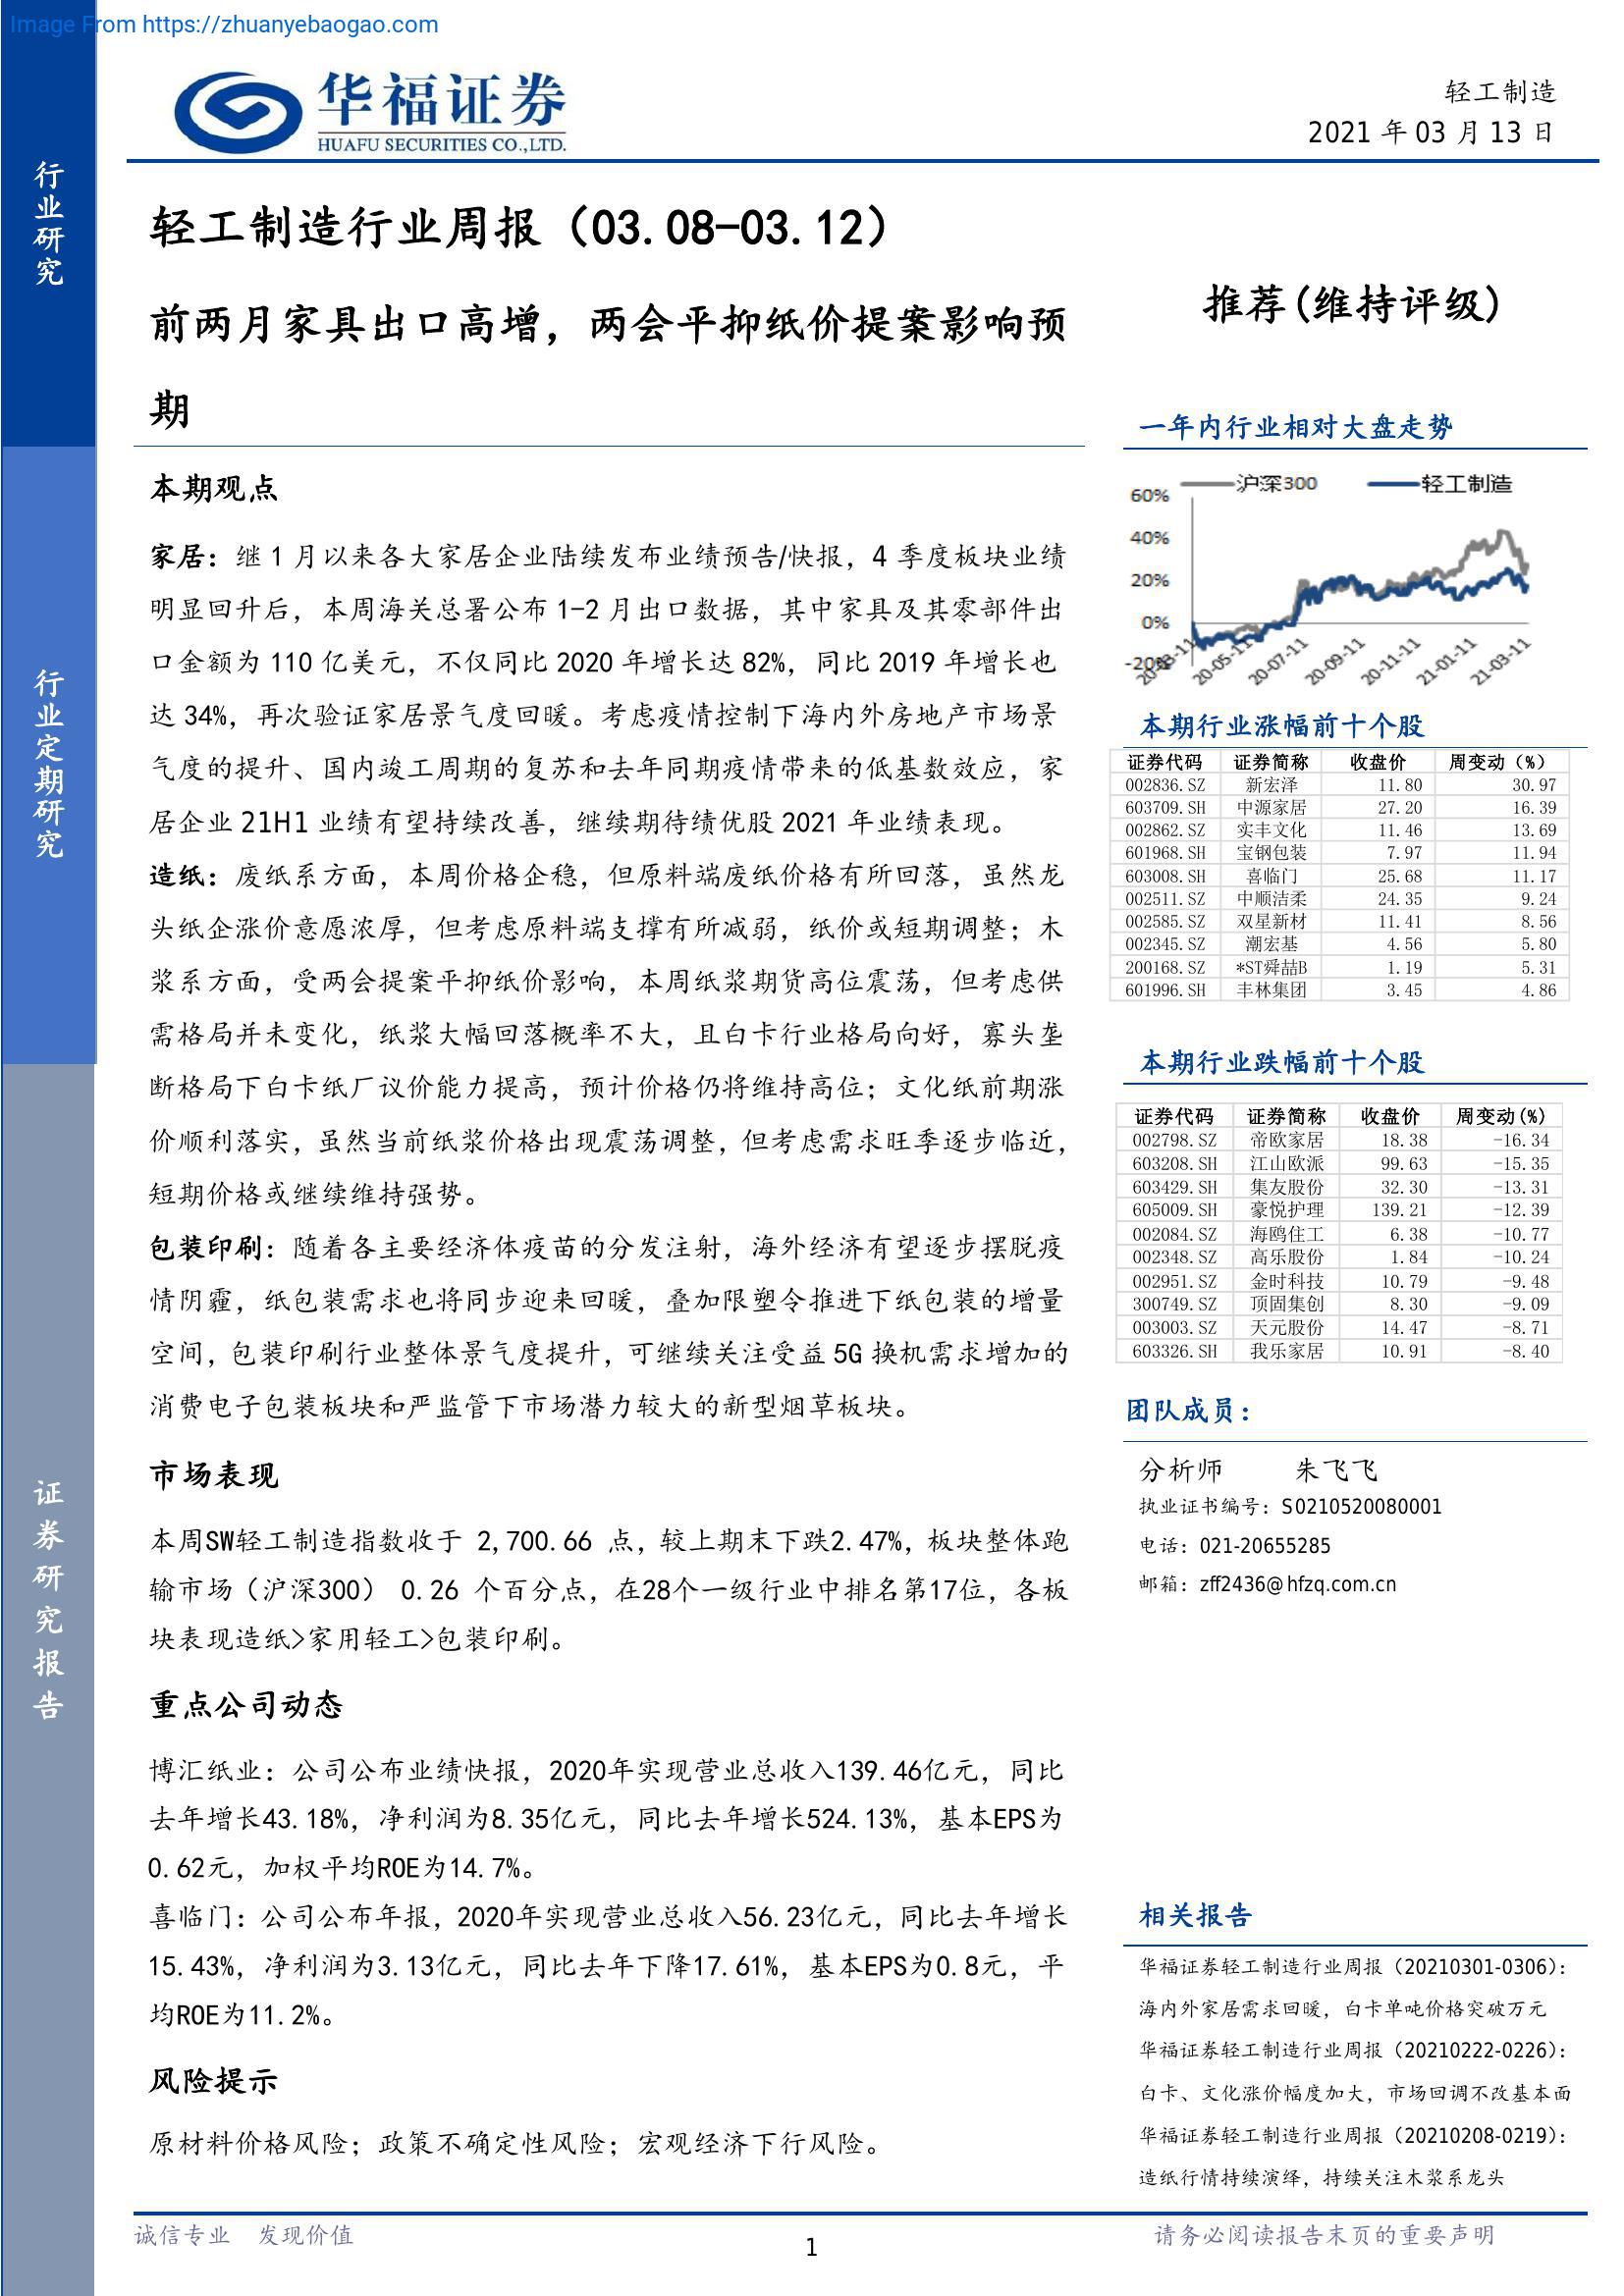 Image From https://zhuanyebaogao.com
华福证券
HUAFU SECURITIES CO.,LTD.
轻工制造
2021 年 03 月 13 日
行业研究
行业定期研究
证券研究报告
轻工制造行业周报（03.08-03.12）
前两月家具出口高增，两会平抑纸价提案影响预
期
推荐(维持评级)
本期观点
家居：继 1 月以来各大家居企业陆续发布业绩预告/快报，4 季度板块业绩
明显回升后，本周海关总署公布 1-2 月出口数据，其中家具及其零部件出
口金额为 110 亿美元，不仅同比 2020 年增长达 82%，同比 2019 年增长也
达 34%，再次验证家居景气度回暖。考虑疫情控制下海内外房地产市场景
气度的提升、国内竣工周期的复苏和去年同期疫情带来的低基数效应，家
居企业 21H1 业绩有望持续改善，继续期待绩优股 2021 年业绩表现。
造纸：废纸系方面，本周价格企稳，但原料端废纸价格有所回落，虽然龙
头纸企涨价意愿浓厚，但考虑原料端支撑有所减弱，纸价或短期调整；木
浆系方面，受两会提案平抑纸价影响，本周纸浆期货高位震荡，但考虑供
需格局并未变化，纸浆大幅回落概率不大，且白卡行业格局向好，寡头垄
断格局下白卡纸厂议价能力提高，预计价格仍将维持高位；文化纸前期涨
价顺利落实，虽然当前纸浆价格出现震荡调整，但考虑需求旺季逐步临近，
短期价格或继续维持强势。
包装印刷：随着各主要经济体疫苗的分发注射，海外经济有望逐步摆脱疫
情阴霾，纸包装需求也将同步迎来回暖，叠加限塑令推进下纸包装的增量
空间，包装印刷行业整体景气度提升，可继续关注受益 5G 换机需求增加的
消费电子包装板块和严监管下市场潜力较大的新型烟草板块。
市场表现
本周SW轻工制造指数收于 2,700.66 点，较上期末下跌2.47%，板块整体跑
输市场（沪深300） 0.26 个百分点，在28个一级行业中排名第17位，各板
块表现造纸>家用轻工>包装印刷。
重点公司动态
博汇纸业：公司公布业绩快报，2020年实现营业总收入139.46亿元，同比
去年增长43.18%，净利润为8.35亿元，同比去年增长524.13%，基本EPS为
0.62元，加权平均ROE为14.7%。
喜临门：公司公布年报，2020年实现营业总收入56.23亿元，同比去年增长
15.43%，净利润为3.13亿元，同比去年下降17.61%，基本EPS为0.8元，平
均ROE为11.2%。
风险提示
原材料价格风险；政策不确定性风险；宏观经济下行风险。
一年内行业相对大盘走势
沪深300 轻工制造
60%
40%
20%
0%
-20%
20-03-11 20-05-11 20-07-11 20-09-11 20-11-11 21-01-11 21-03-11
本期行业涨幅前十个股
证券代码 证券简称 收盘价 周变动（%）
002836.SZ 新宏泽 11.80 30.97
603709.SH 中源家居 27.20 16.39
002862.SZ 实丰文化 11.46 13.69
601968.SH 宝钢包装 7.97 11.94
603008.SH 喜临门 25.68 11.17
002511.SZ 中顺洁柔 24.35 9.24
002585.SZ 双星新材 11.41 8.56
002345.SZ 潮宏基 4.56 5.80
200168.SZ *ST舜喆B 1.19 5.31
601996.SH 丰林集团 3.45 4.86
本期行业跌幅前十个股
证券代码 证券简称 收盘价 周变动(%)
002798.SZ 帝欧家居 18.38 -16.34
603208.SH 江山欧派 99.63 -15.35
603429.SH 集友股份 32.30 -13.31
605009.SH 豪悦护理 139.21 -12.39
002084.SZ 海鸥住工 6.38 -10.77
002348.SZ 高乐股份 1.84 -10.24
002951.SZ 金时科技 10.79 -9.48
300749.SZ 顶固集创 8.30 -9.09
003003.SZ 天元股份 14.47 -8.71
603326.SH 我乐家居 10.91 -8.40
团队成员：
分析师 朱飞飞
执业证书编号：S0210520080001
电话：021-20655285
邮箱：zff2436@hfzq.com.cn
相关报告
华福证券轻工制造行业周报（20210301-0306）：
海内外家居需求回暖，白卡单吨价格突破万元
华福证券轻工制造行业周报（20210222-0226）：
白卡、文化涨价幅度加大，市场回调不改基本面
华福证券轻工制造行业周报（20210208-0219）：
造纸行情持续演绎，持续关注木浆系龙头
诚信专业 发现价值
1
请务必阅读报告末页的重要声明